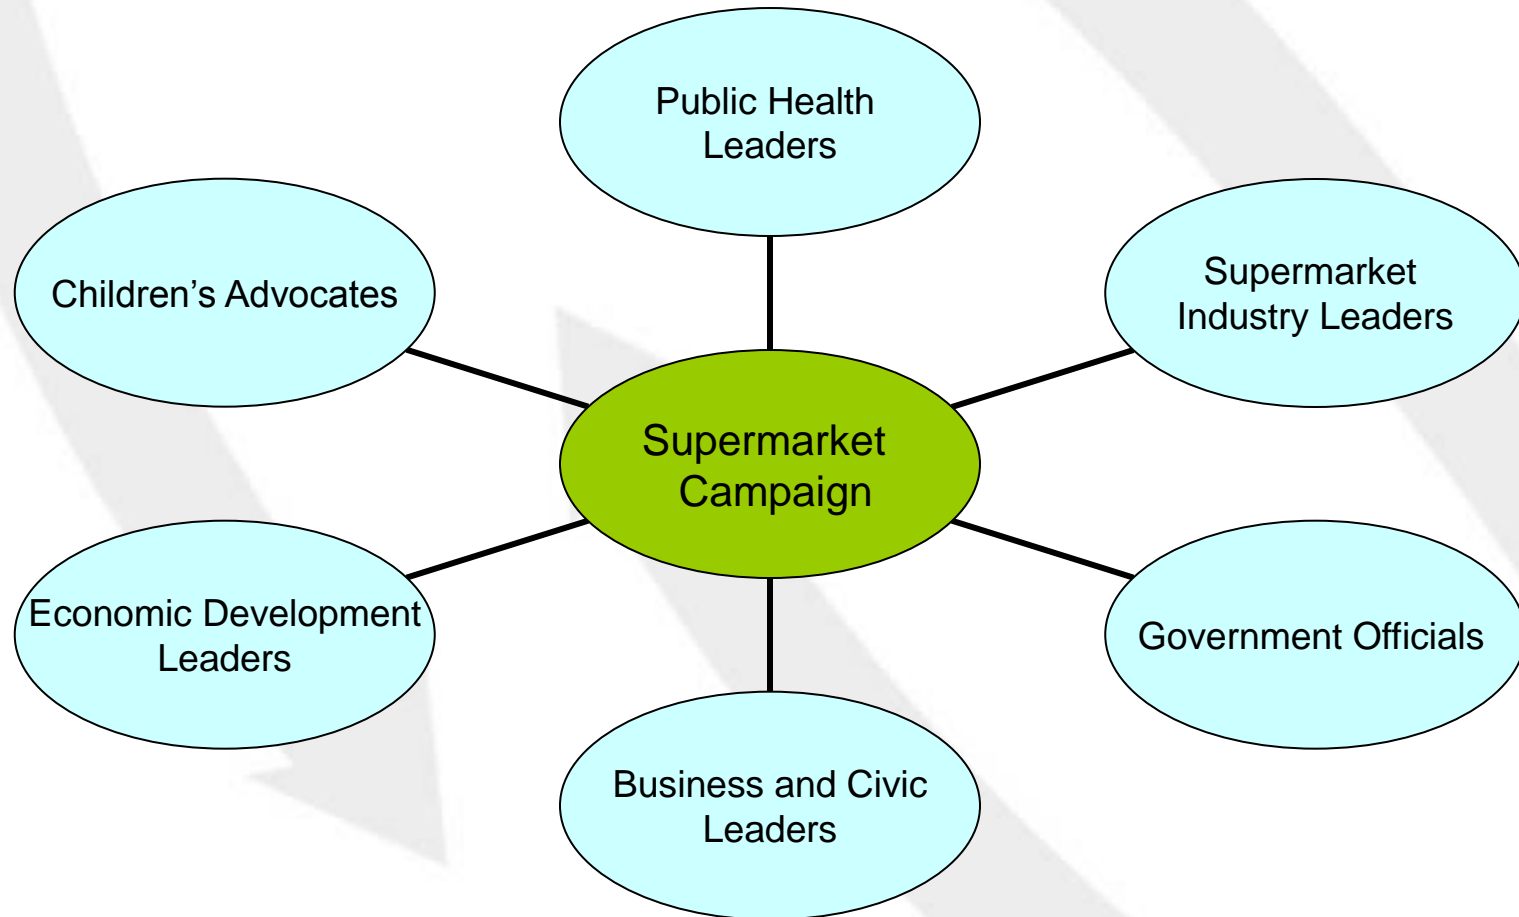 Public Health
Leaders
Children’s Advocates
Supermarket
Industry Leaders
Supermarket
Campaign
Economic Development
Leaders
Government Officials
Business and Civic
Leaders